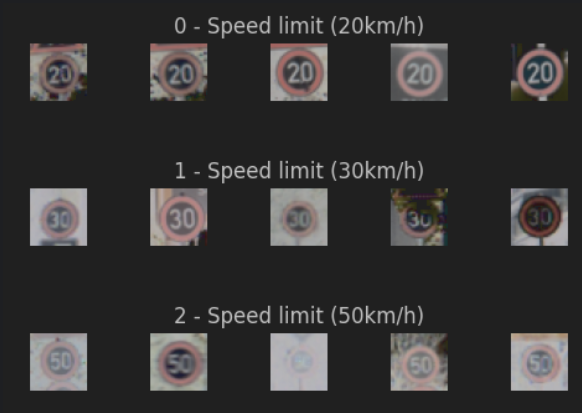 0 - Speed limit (20km/h)
20 20 20 20 20
1 - Speed limit (30km/h)
30 30 30 30 30
2 - Speed limit (50km/h)
50 50 50 50